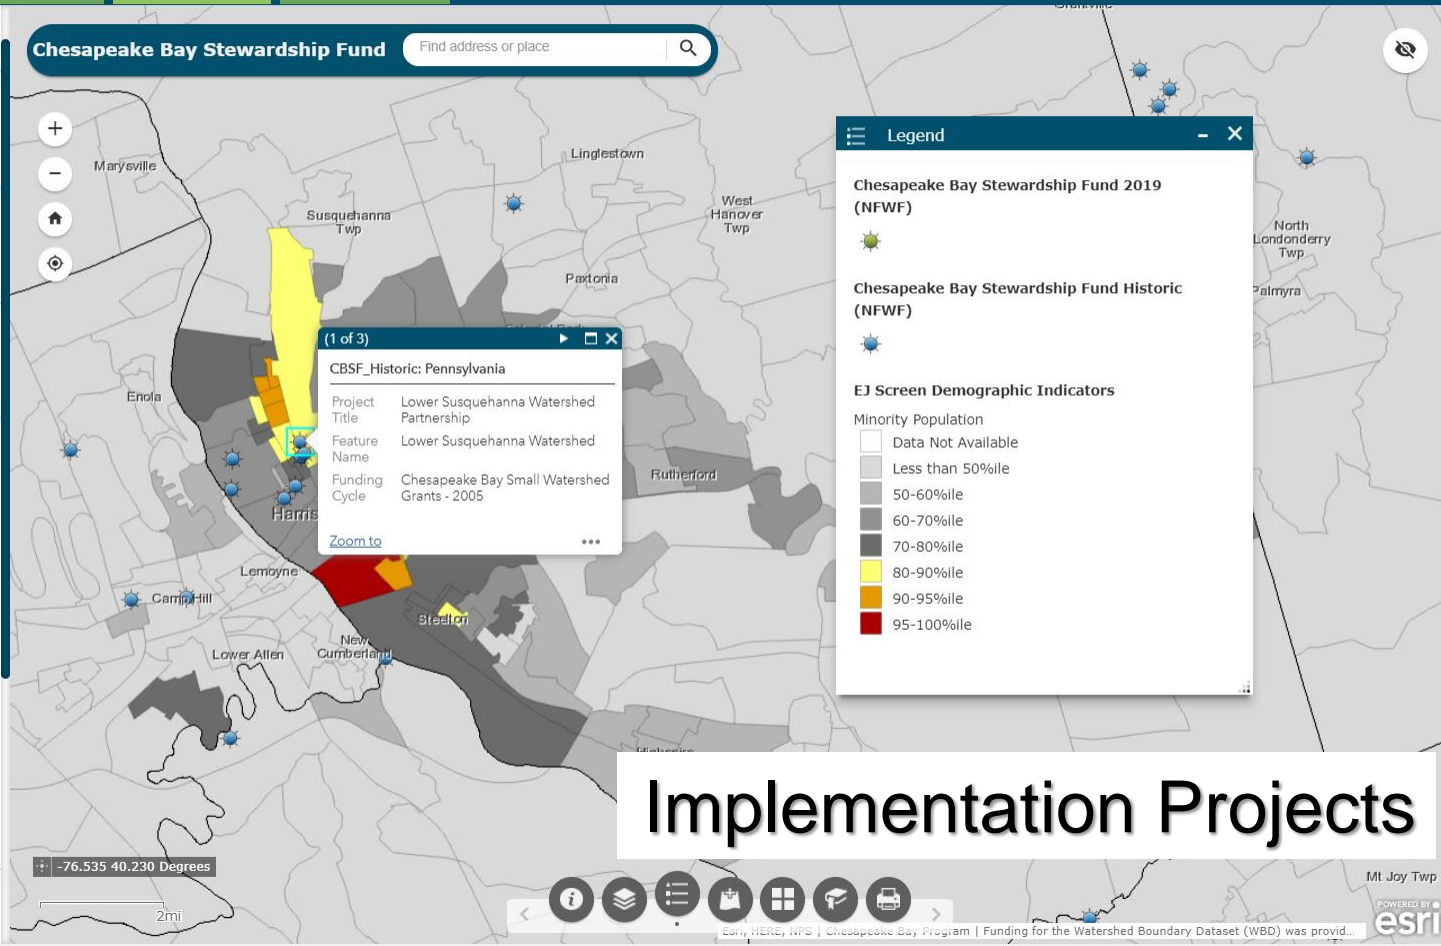 Chesapeake Bay Stewardship Fund
Find address or place
Marysville
Linglestown
Susquehanna
Twp
West
Hanover
Twp
Paxtonia
Enola
Rutherford
Harris
Lemoyne
Camp Hill
Steelton
New
Cumberland
Lower Allen
North
Londonderry
Twp
Palmyra
Mt Joy Twp
(1 of 3)
CBSF_Historic: Pennsylvania
Project Title
Lower Susquehanna Watershed Partnership
Feature Name
Lower Susquehanna Watershed
Funding Cycle
Chesapeake Bay Small Watershed Grants - 2005
Zoom to
Legend
Chesapeake Bay Stewardship Fund 2019
(NFWF)
Chesapeake Bay Stewardship Fund Historic
(NFWF)
EJ Screen Demographic Indicators
Minority Population
Data Not Available
Less than 50%ile
50-60%ile
60-70%ile
70-80%ile
80-90%ile
90-95%ile
95-100%ile
Implementation Projects
-76.535 40.230 Degrees
2mi
Esri, HERE, NPS | Chesapeake Bay Program | Funding for the Watershed Boundary Dataset (WBD) was provid...
POWERED BY
esri